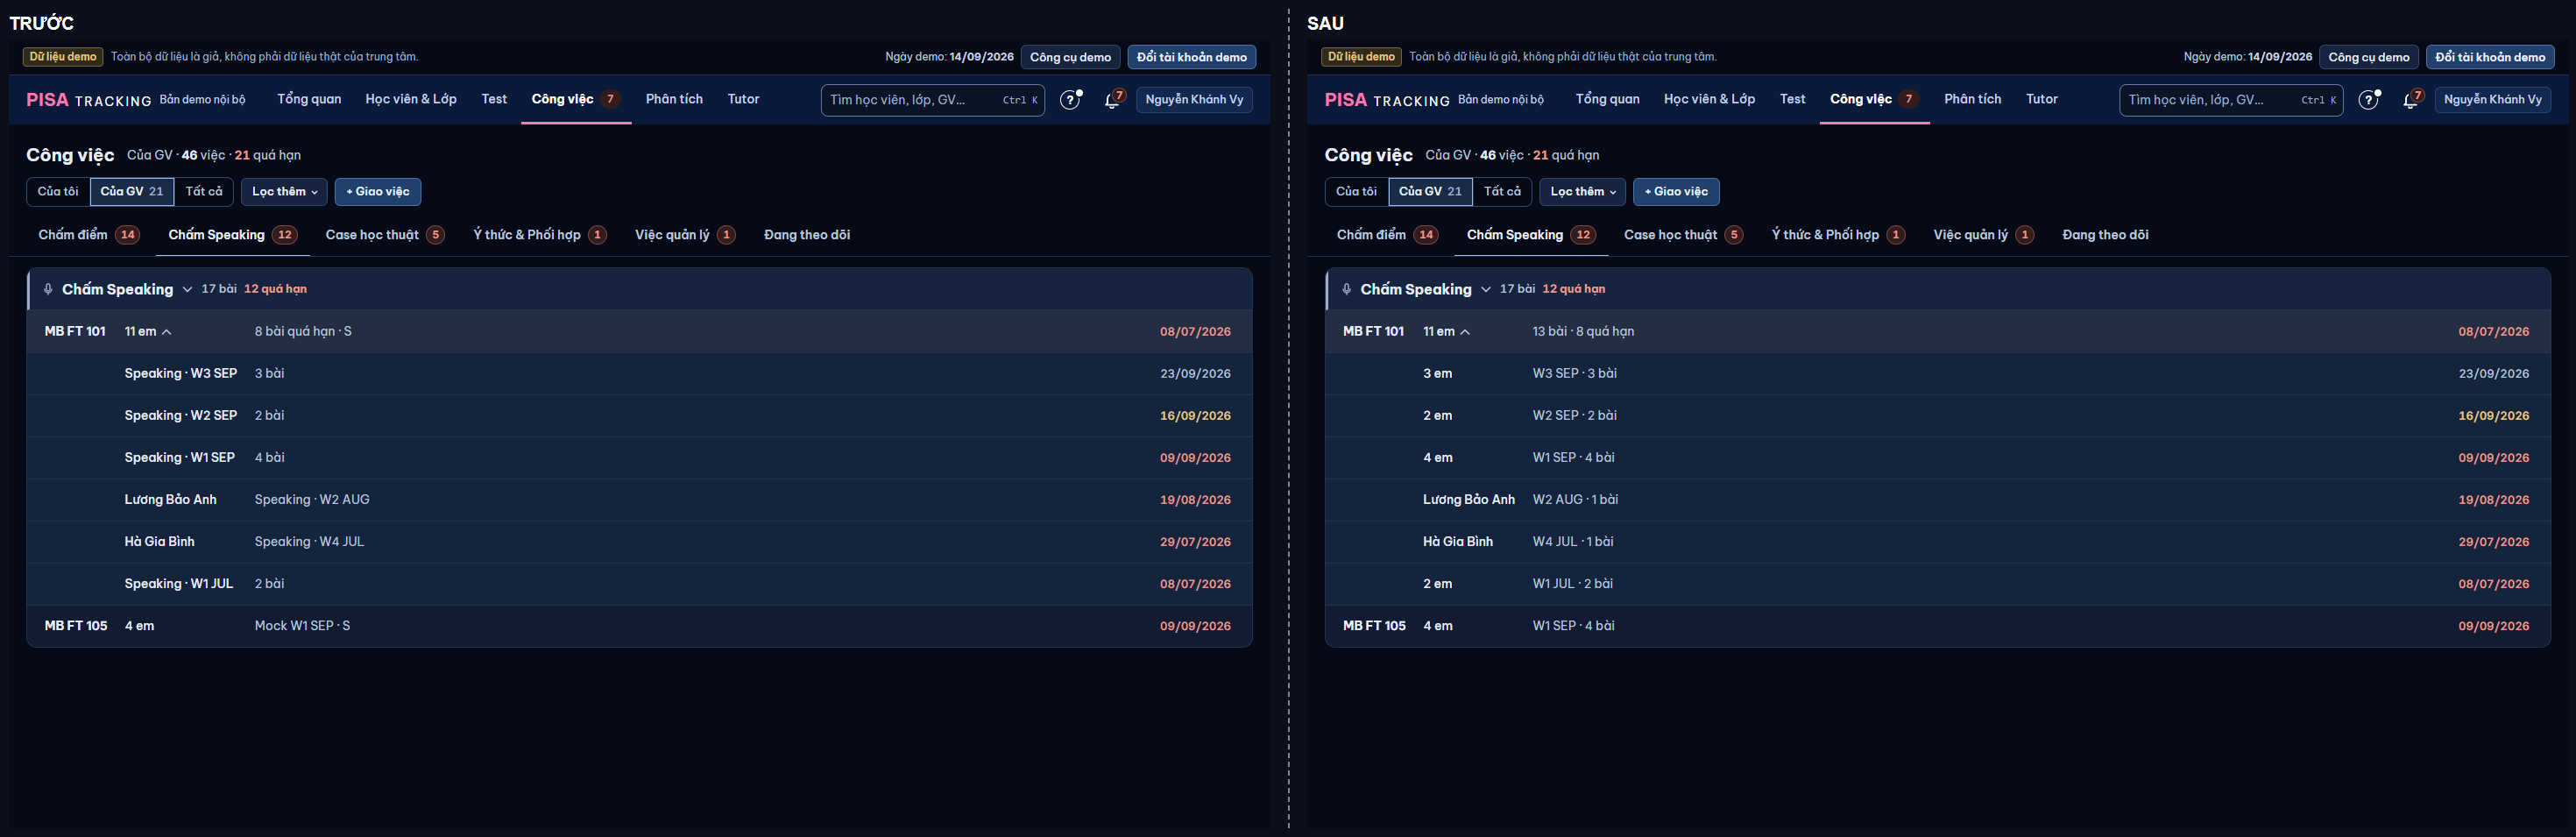 TRƯỚC
Dữ liệu demo Toàn bộ dữ liệu là giả, không phải dữ liệu thật của trung tâm. Ngày demo: 14/09/2026 Công cụ demo Đổi tài khoản demo
PISA TRACKING Bản demo nội bộ Tổng quan Học viên & Lớp Test Công việc 7 Phân tích Tutor Tìm học viên, lớp, GV... Ctrl K ? 7 Nguyễn Khánh Vy
Công việc Của GV · 46 việc · 21 quá hạn
Của tôi Của GV 21 Tất cả Lọc thêm + Giao việc
Chấm điểm 14 Chấm Speaking 12 Case học thuật 5 Ý thức & Phối hợp 1 Việc quản lý 1 Đang theo dõi
Chấm Speaking 17 bài 12 quá hạn
MB FT 101 11 em 8 bài quá hạn · S 08/07/2026
Speaking · W3 SEP 3 bài 23/09/2026
Speaking · W2 SEP 2 bài 16/09/2026
Speaking · W1 SEP 4 bài 09/09/2026
Lương Bảo Anh Speaking · W2 AUG 19/08/2026
Hà Gia Bình Speaking · W4 JUL 29/07/2026
Speaking · W1 JUL 2 bài 08/07/2026
MB FT 105 4 em Mock W1 SEP · S 09/09/2026
SAU
Dữ liệu demo Toàn bộ dữ liệu là giả, không phải dữ liệu thật của trung tâm. Ngày demo: 14/09/2026 Công cụ demo Đổi tài khoản demo
PISA TRACKING Bản demo nội bộ Tổng quan Học viên & Lớp Test Công việc 7 Phân tích Tutor Tìm học viên, lớp, GV... Ctrl K ? 7 Nguyễn Khánh Vy
Công việc Của GV · 46 việc · 21 quá hạn
Của tôi Của GV 21 Tất cả Lọc thêm + Giao việc
Chấm điểm 14 Chấm Speaking 12 Case học thuật 5 Ý thức & Phối hợp 1 Việc quản lý 1 Đang theo dõi
Chấm Speaking 17 bài 12 quá hạn
MB FT 101 11 em 13 bài · 8 quá hạn 08/07/2026
3 em W3 SEP · 3 bài 23/09/2026
2 em W2 SEP · 2 bài 16/09/2026
4 em W1 SEP · 4 bài 09/09/2026
Lương Bảo Anh W2 AUG · 1 bài 19/08/2026
Hà Gia Bình W4 JUL · 1 bài 29/07/2026
2 em W1 JUL · 2 bài 08/07/2026
MB FT 105 4 em W1 SEP · 4 bài 09/09/2026